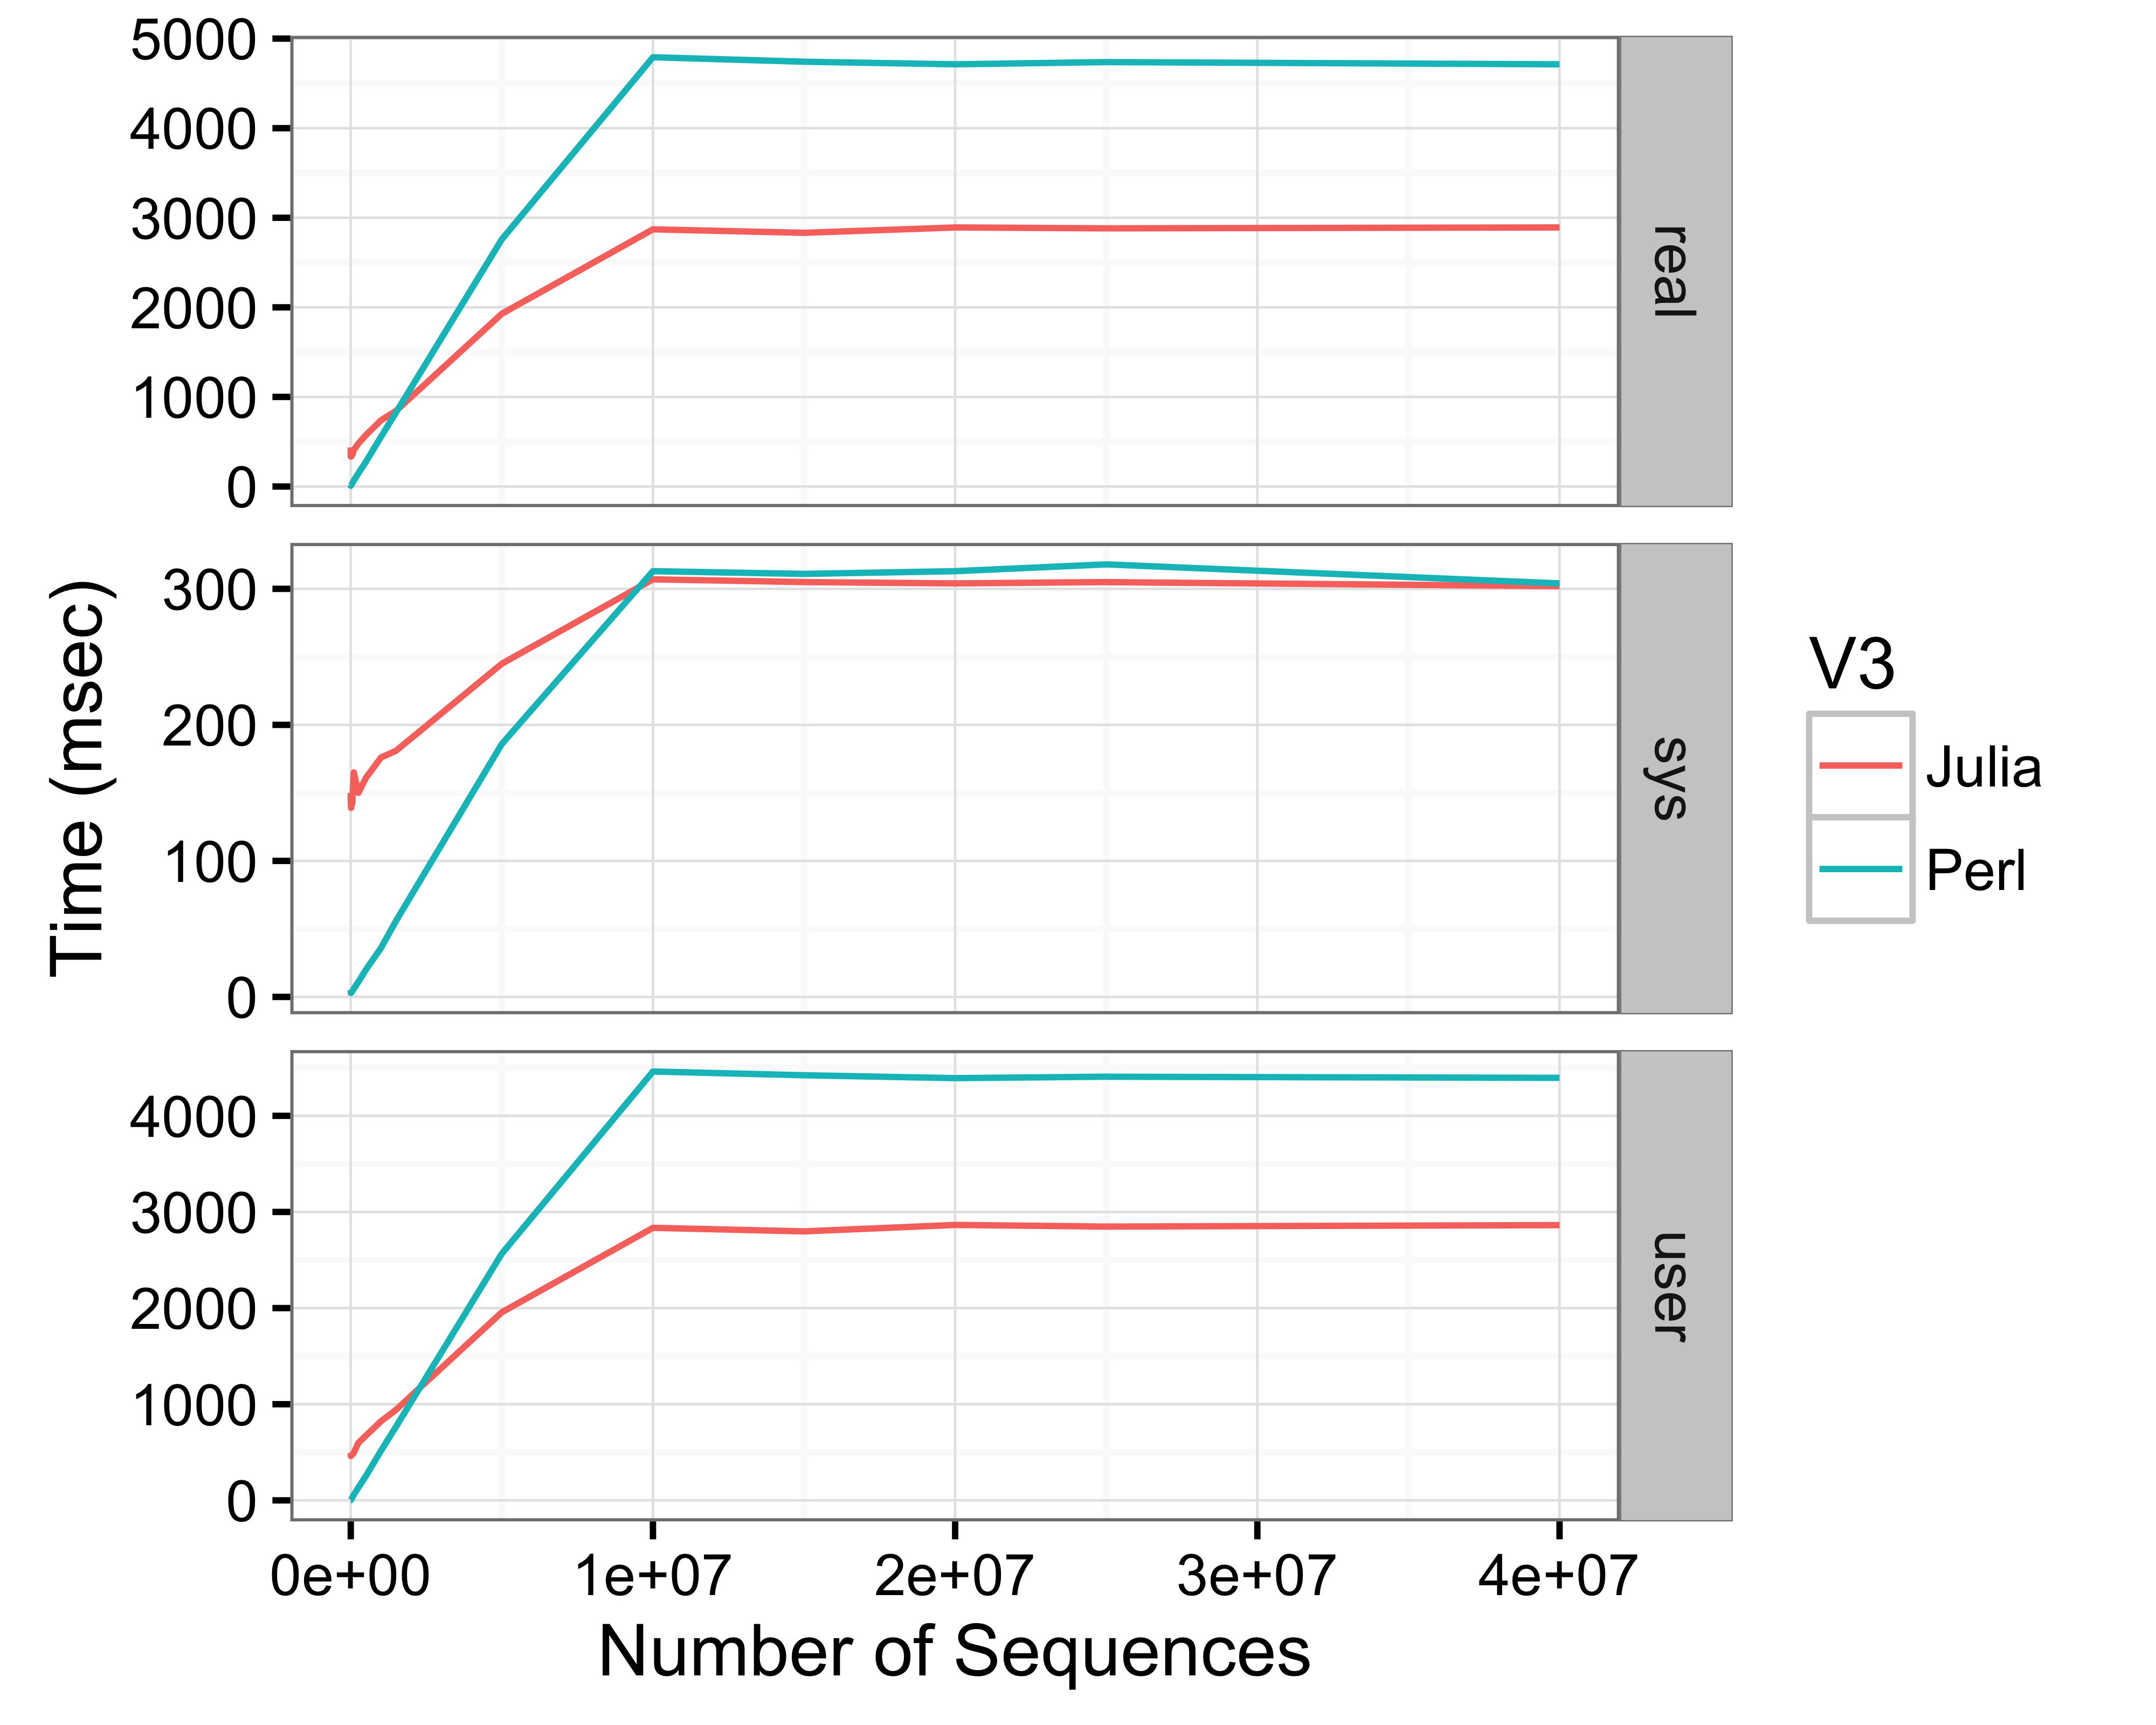 5000
4000
3000
2000
1000
0
real
300
200
100
0
sys
4000
3000
2000
1000
0
user
0e+00 1e+07 2e+07 3e+07 4e+07
Number of Sequences
Time (msec)
V3
Julia
Perl